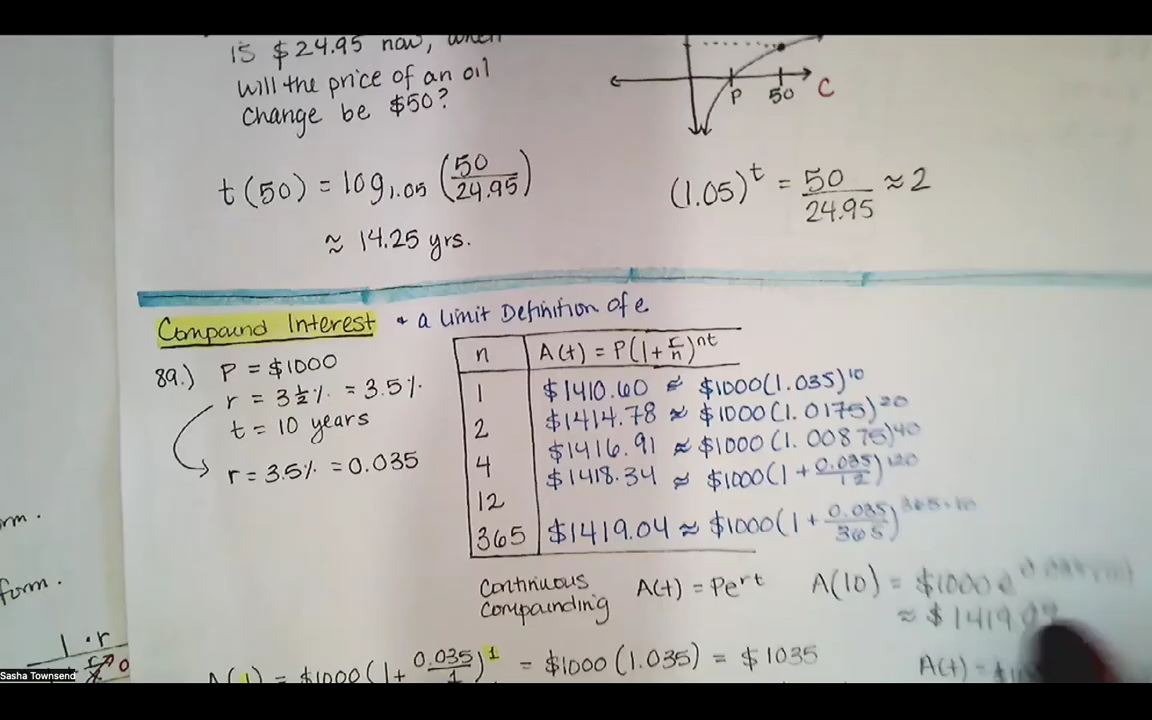 is $24.95 now, when
will the price of an oil
change be $50?
P 50 C
t(50) = log₁.₀₅ (50/24.95)
≈ 14.25 yrs.
(1.05)^t = 50/24.95 ≈ 2
Compound Interest + a Limit Definition of e
89.) P = $1000
r = 3½% = 3.5%
t = 10 years
r = 3.5% = 0.035
n A(t) = P(1+r/n)^nt
1 $1410.60 ≈ $1000(1.035)^10
2 $1414.78 ≈ $1000(1.0175)^20
4 $1416.91 ≈ $1000(1.00875)^40
12 $1418.34 ≈ $1000(1+0.035/12)^120
365 $1419.04 ≈ $1000(1+0.035/365)^365·10
Continuous
Compounding A(t) = Pe^rt A(10) = $1000e
≈ $1419
A(1) = $1000(1+0.035/1)^1 = $1000(1.035) = $1035
A(t) =
orm.
form.
1 · r
Sasha Townsend